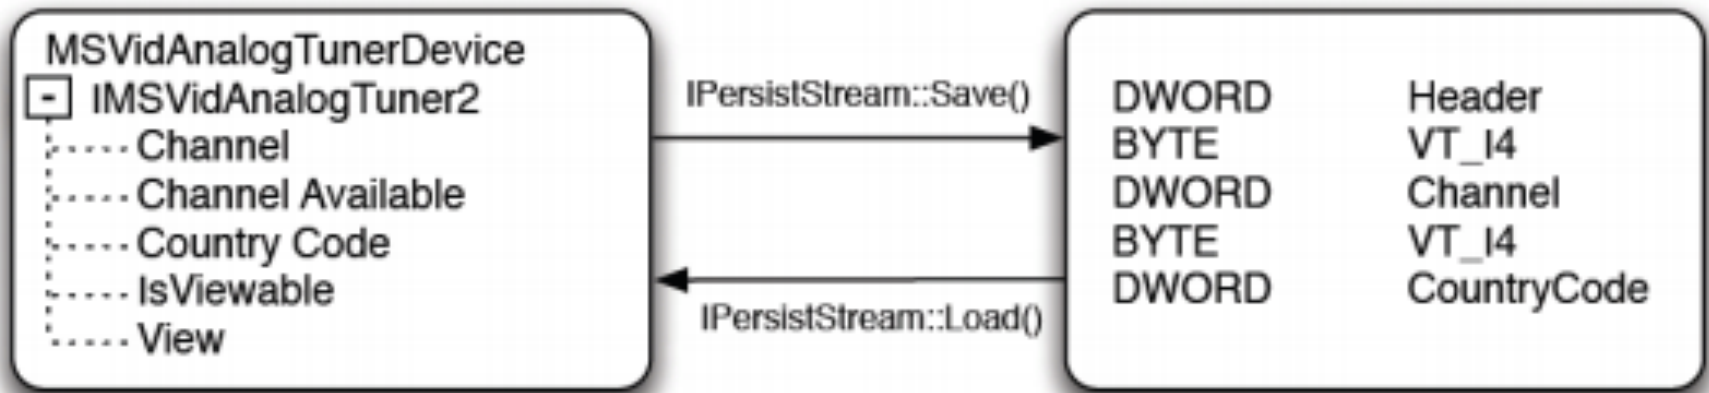 MSVidAnalogTunerDevice
- IMSVidAnalogTuner2
Channel
Channel Available
Country Code
IsViewable
View
IPersistStream::Save()
IPersistStream::Load()
DWORD Header
BYTE VT_I4
DWORD Channel
BYTE VT_I4
DWORD CountryCode